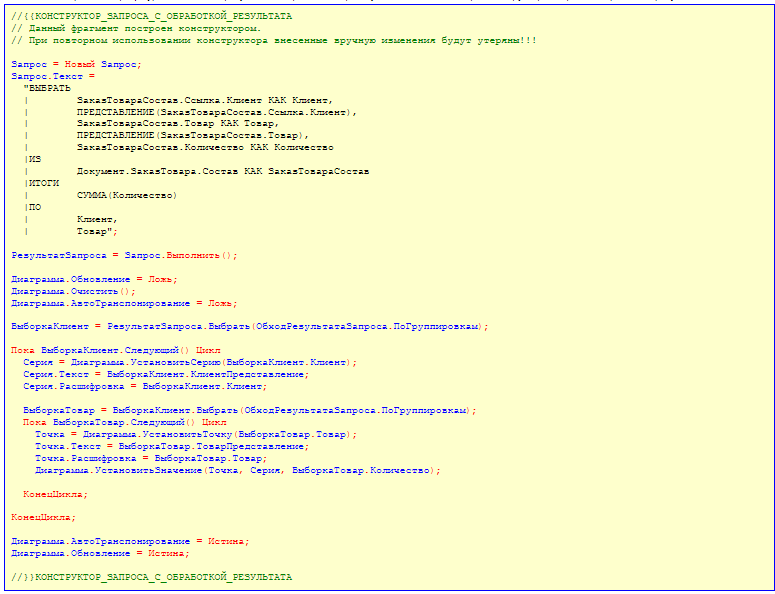 //{{КОНСТРУКТОР_ЗАПРОСА_С_ОБРАБОТКОЙ_РЕЗУЛЬТАТА
// Данный фрагмент построен конструктором.
// При повторном использовании конструктора внесенные вручную изменения будут утеряны!!!
Запрос = Новый Запрос;
Запрос.Текст =
"ВЫБРАТЬ
| ЗаказТовараСостав.Ссылка.Клиент КАК Клиент,
| ПРЕДСТАВЛЕНИЕ(ЗаказТовараСостав.Ссылка.Клиент),
| ЗаказТовараСостав.Товар КАК Товар,
| ПРЕДСТАВЛЕНИЕ(ЗаказТовараСостав.Товар),
| ЗаказТовараСостав.Количество КАК Количество
|ИЗ
| Документ.ЗаказТовара.Состав КАК ЗаказТовараСостав
|ИТОГИ
| СУММА(Количество)
|ПО
| Клиент,
| Товар";
РезультатЗапроса = Запрос.Выполнить();
Диаграмма.Обновление = Ложь;
Диаграмма.Очистить();
Диаграмма.АвтоТранспонирование = Ложь;
ВыборкаКлиент = РезультатЗапроса.Выбрать(ОбходРезультатаЗапроса.ПоГруппировкам);
Пока ВыборкаКлиент.Следующий() Цикл
Серия = Диаграмма.УстановитьСерию(ВыборкаКлиент.Клиент);
Серия.Текст = ВыборкаКлиент.КлиентПредставление;
Серия.Расшифровка = ВыборкаКлиент.Клиент;
ВыборкаТовар = ВыборкаКлиент.Выбрать(ОбходРезультатаЗапроса.ПоГруппировкам);
Пока ВыборкаТовар.Следующий() Цикл
Точка = Диаграмма.УстановитьТочку(ВыборкаТовар.Товар);
Точка.Текст = ВыборкаТовар.ТоварПредставление;
Точка.Расшифровка = ВыборкаТовар.Товар;
Диаграмма.УстановитьЗначение(Точка, Серия, ВыборкаТовар.Количество);
КонецЦикла;
КонецЦикла;
Диаграмма.АвтоТранспонирование = Истина;
Диаграмма.Обновление = Истина;
//}}КОНСТРУКТОР_ЗАПРОСА_С_ОБРАБОТКОЙ_РЕЗУЛЬТАТА